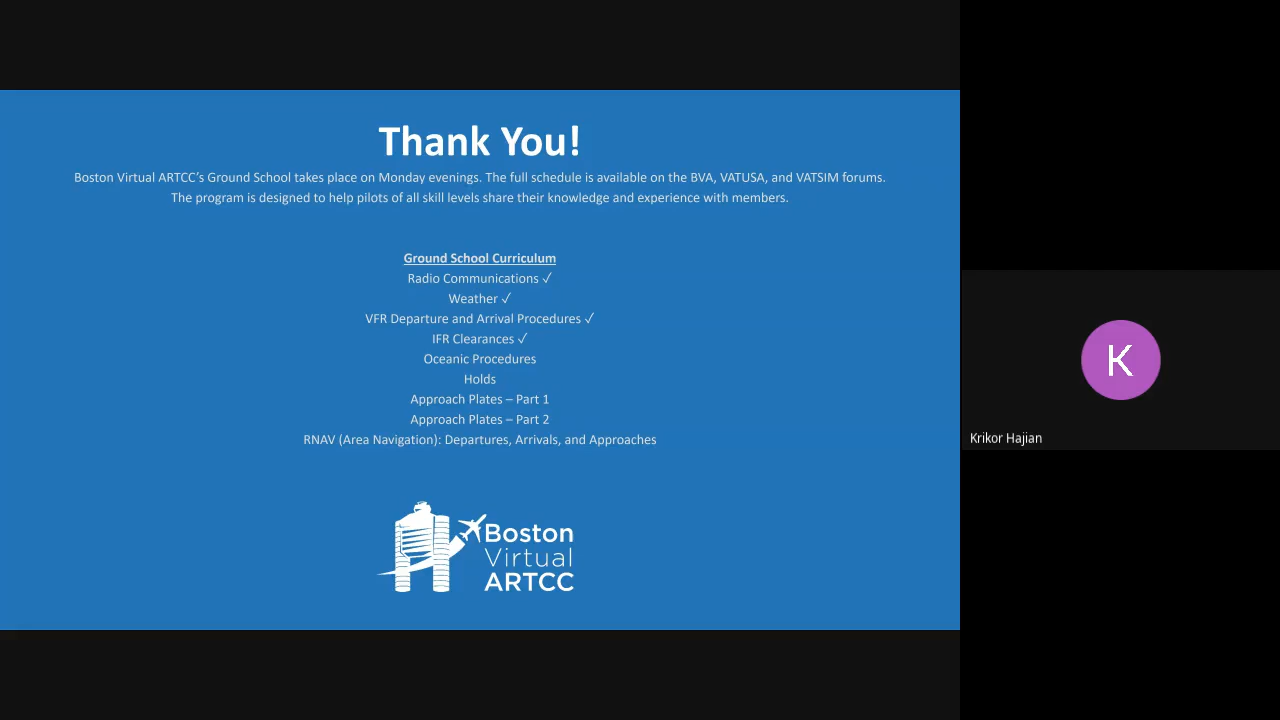 Thank You!
Boston Virtual ARTCC’s Ground School takes place on Monday evenings. The full schedule is available on the BVA, VATUSA, and VATSIM forums.
The program is designed to help pilots of all skill levels share their knowledge and experience with members.
Ground School Curriculum
Radio Communications ✓
Weather ✓
VFR Departure and Arrival Procedures ✓
IFR Clearances ✓
Oceanic Procedures
Holds
Approach Plates – Part 1
Approach Plates – Part 2
RNAV (Area Navigation): Departures, Arrivals, and Approaches
Boston
Virtual
ARTCC
K
Krikor Hajian